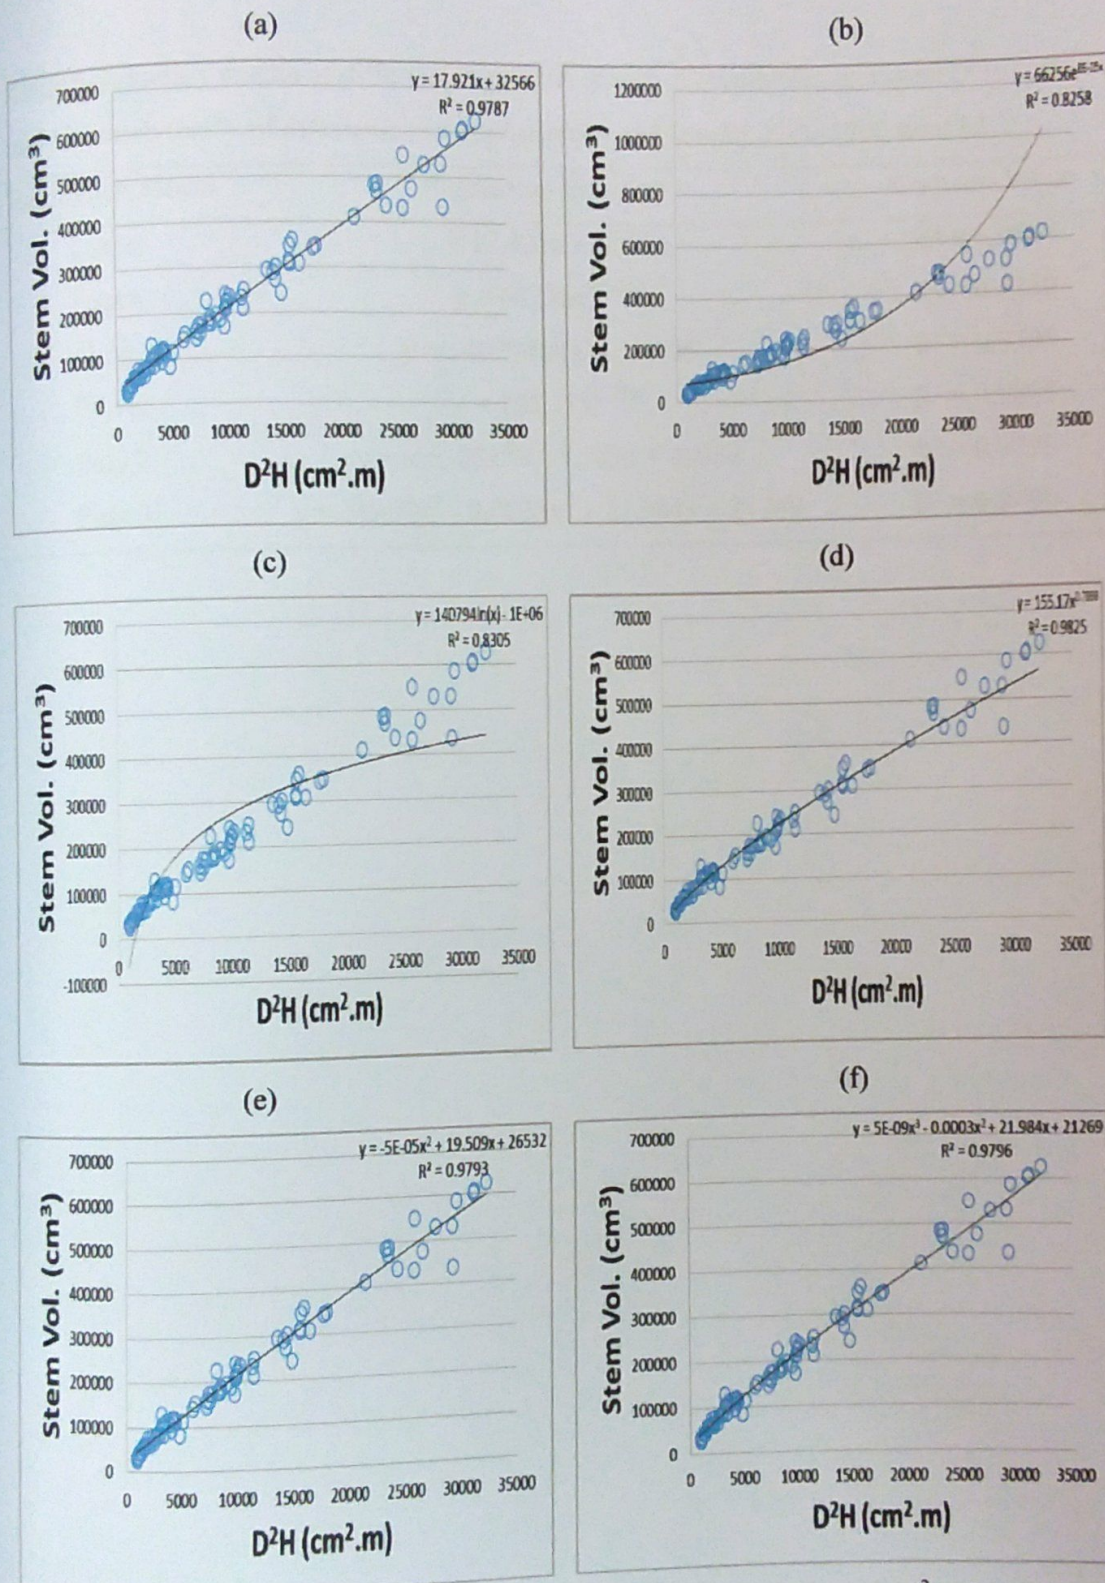 (a)
y = 17.921x + 32566
R² = 0.9787
700000
600000
500000
400000
300000
200000
100000
0
0 5000 10000 15000 20000 25000 30000 35000
Stem Vol. (cm³)
D²H (cm².m)
(b)
R² = 0.8258
1200000
1000000
800000
600000
400000
200000
0
0 5000 10000 15000 20000 25000 30000 35000
Stem Vol. (cm³)
D²H (cm².m)
(c)
y = 140794ln(x) - 1E+06
R² = 0.8305
700000
600000
500000
400000
300000
200000
100000
0
-100000
0 5000 10000 15000 20000 25000 30000 35000
Stem Vol. (cm³)
D²H (cm².m)
(d)
R² = 0.9825
700000
600000
500000
400000
300000
200000
100000
0
0 5000 10000 15000 20000 25000 30000 35000
Stem Vol. (cm³)
D²H (cm².m)
(e)
y = -5E-05x² + 19.509x + 26532
R² = 0.9793
700000
600000
500000
400000
300000
200000
100000
0
0 5000 10000 15000 20000 25000 30000 35000
Stem Vol. (cm³)
D²H (cm².m)
(f)
y = 5E-09x³ - 0.0003x² + 21.984x + 21269
R² = 0.9796
700000
600000
500000
400000
300000
200000
100000
0
0 5000 10000 15000 20000 25000 30000 35000
Stem Vol. (cm³)
D²H (cm².m)